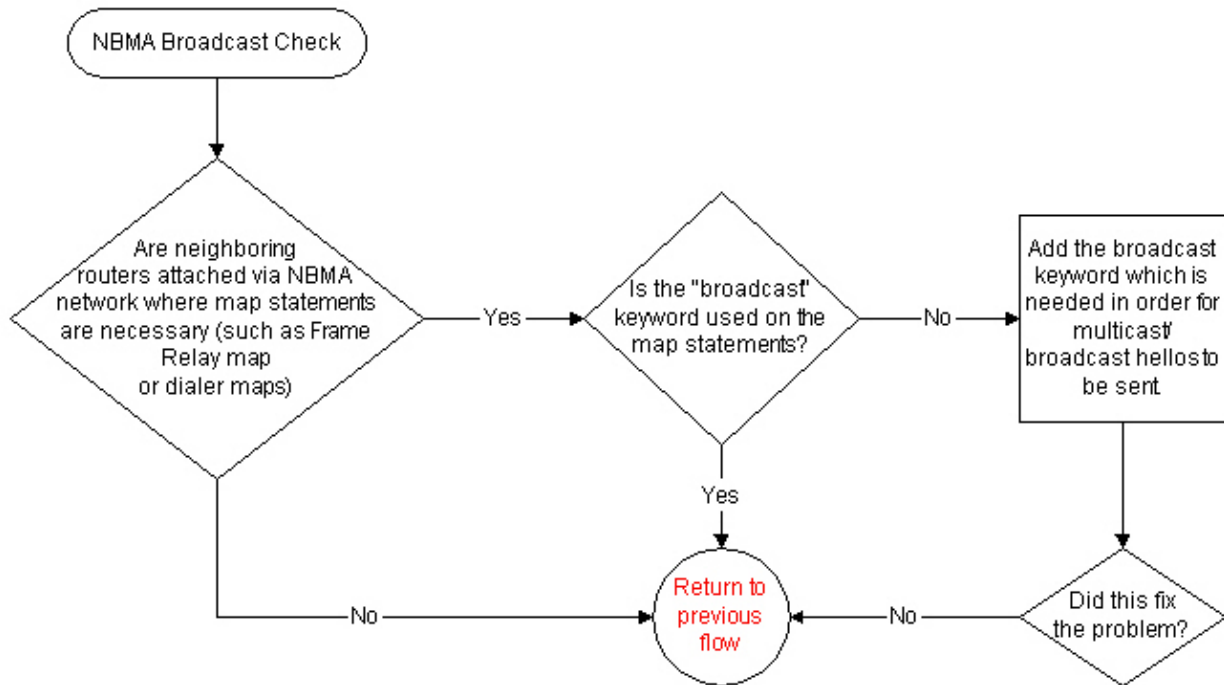 NBMA Broadcast Check
Are neighboring
routers attached via NBMA
network where map statements
are necessary (such as Frame
Relay map
or dialer maps)
Yes
Is the "broadcast"
keyword used on the
map statements?
No
Add the broadcast
keyword which is
needed in order for
multicast/
broadcast hellos to
be sent.
Yes
No
Return to
previous
flow
No
Did this fix
the problem?